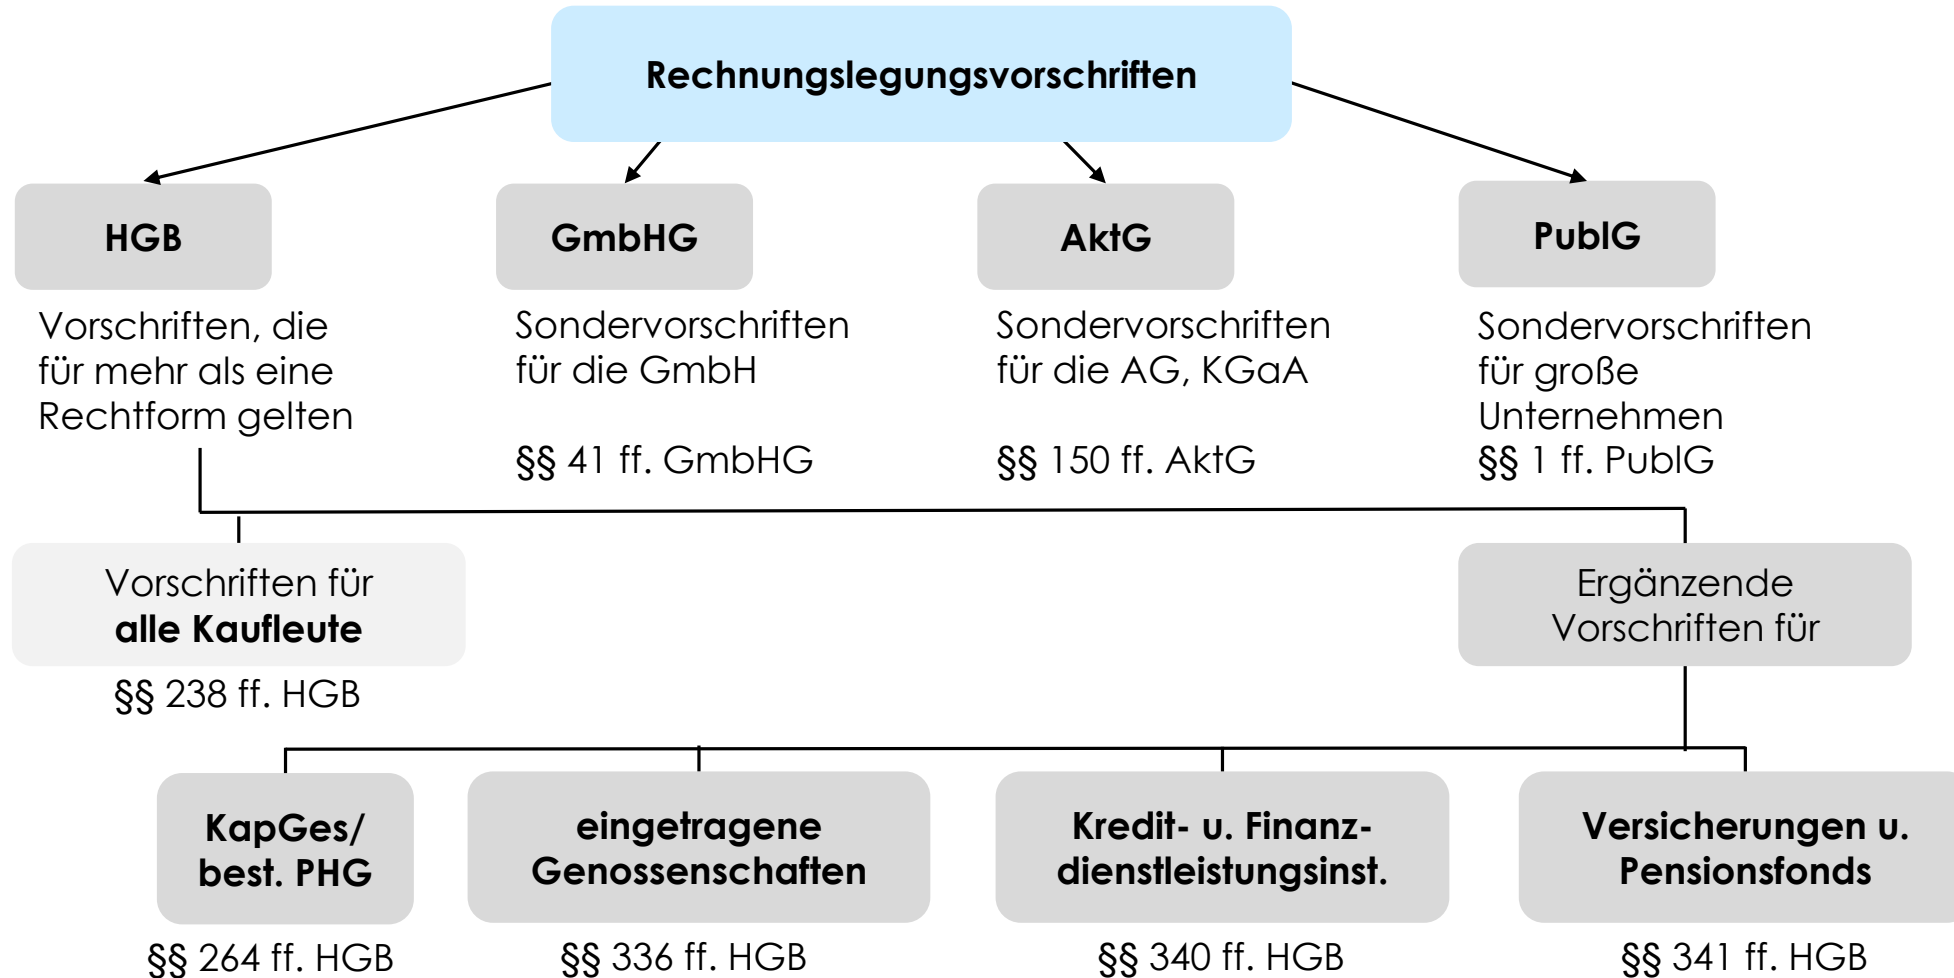 Rechnungslegungsvorschriften
HGB
GmbHG
AktG
PublG
Vorschriften, die
für mehr als eine
Rechtform gelten
Sondervorschriften
für die GmbH
§§ 41 ff. GmbHG
Sondervorschriften
für die AG, KGaA
§§ 150 ff. AktG
Sondervorschriften
für große
Unternehmen
§§ 1 ff. PublG
Vorschriften für
alle Kaufleute
§§ 238 ff. HGB
Ergänzende
Vorschriften für
KapGes/
best. PHG
§§ 264 ff. HGB
eingetragene
Genossenschaften
§§ 336 ff. HGB
Kredit- u. Finanz-
dienstleistungsinst.
§§ 340 ff. HGB
Versicherungen u.
Pensionsfonds
§§ 341 ff. HGB